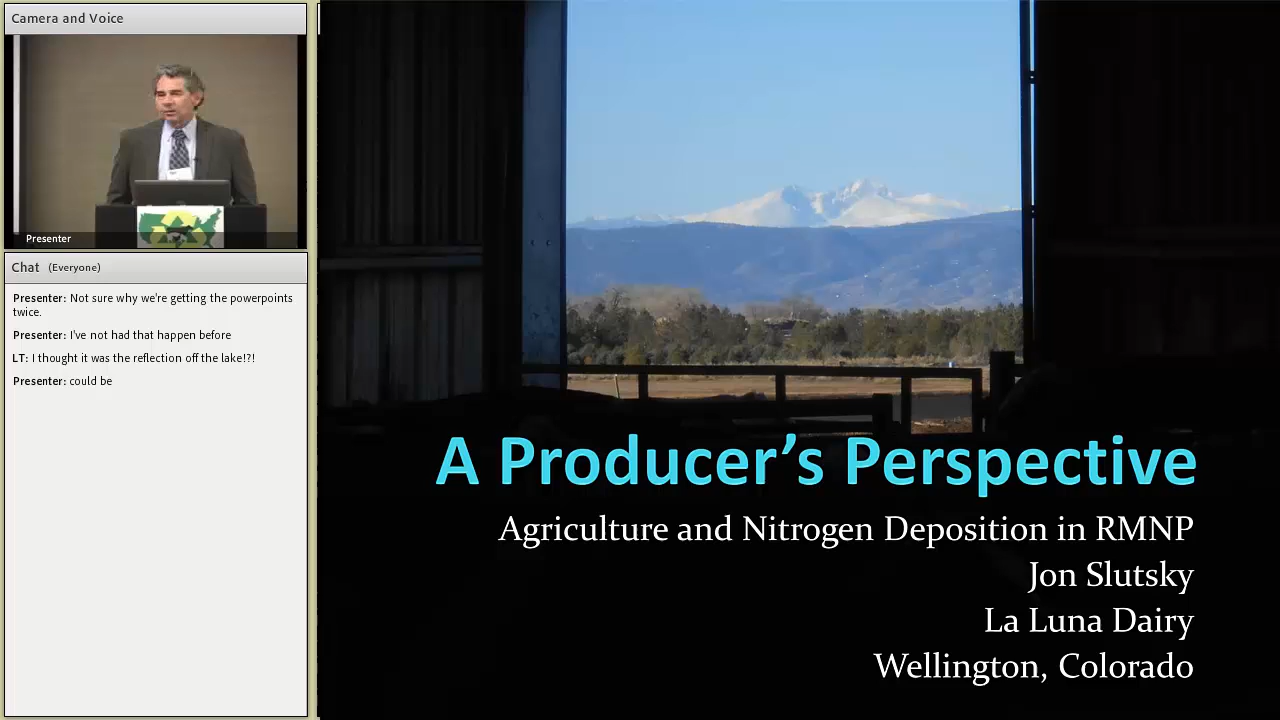 Camera and Voice
Presenter
Chat (Everyone)
Presenter: Not sure why we're getting the powerpoints
twice.
Presenter: I've not had that happen before
LT: I thought it was the reflection off the lake!?!
Presenter: could be
A Producer’s Perspective
Agriculture and Nitrogen Deposition in RMNP
Jon Slutsky
La Luna Dairy
Wellington, Colorado